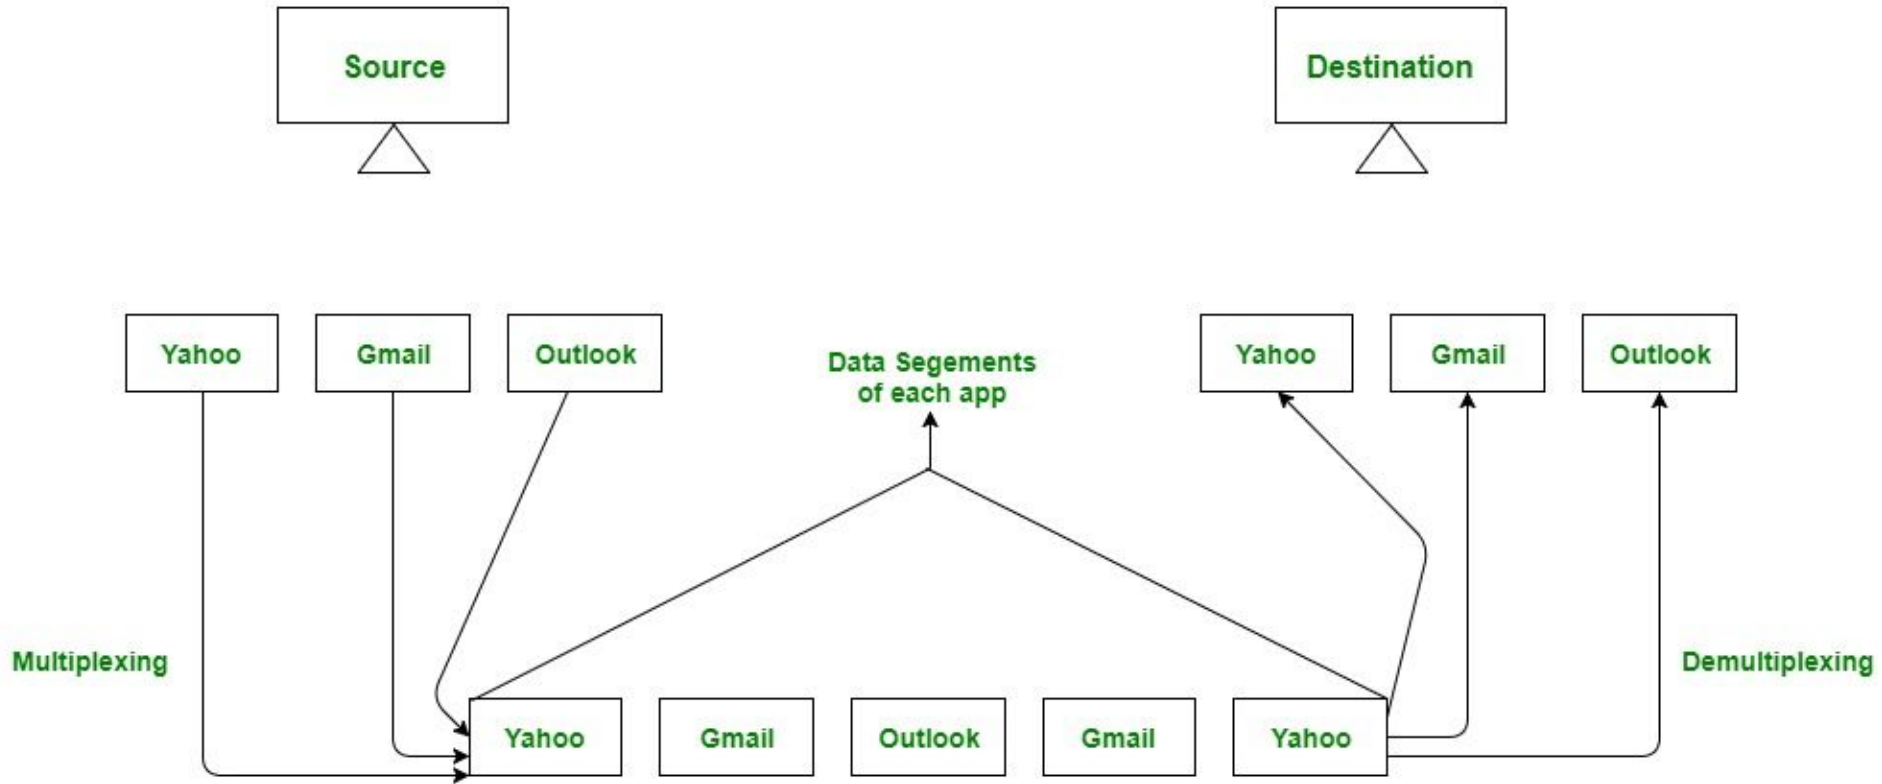 Source
Destination
Yahoo
Gmail
Outlook
Data Segements
of each app
Yahoo
Gmail
Outlook
Multiplexing
Demultiplexing
Yahoo
Gmail
Outlook
Gmail
Yahoo